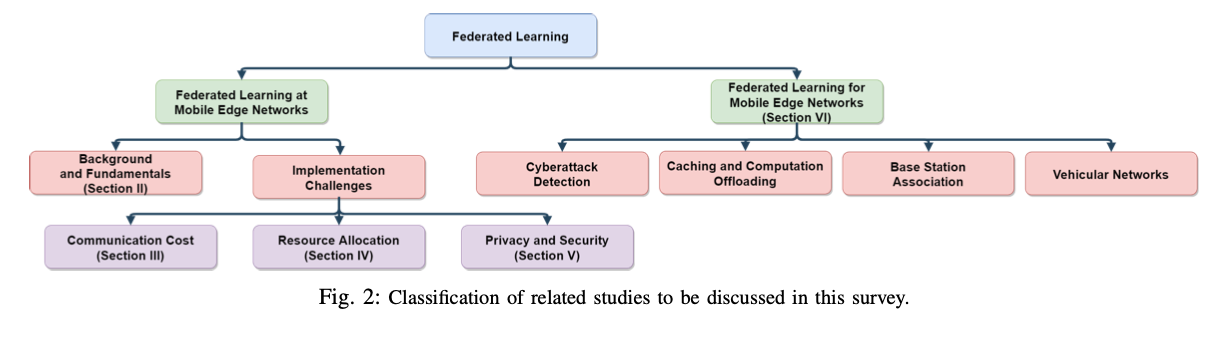 Federated Learning
Federated Learning at
Mobile Edge Networks
Federated Learning for
Mobile Edge Networks
(Section VI)
Background
and Fundamentals
(Section II)
Implementation
Challenges
Cyberattack
Detection
Caching and Computation
Offloading
Base Station
Association
Vehicular Networks
Communication Cost
(Section III)
Resource Allocation
(Section IV)
Privacy and Security
(Section V)
Fig. 2: Classification of related studies to be discussed in this survey.